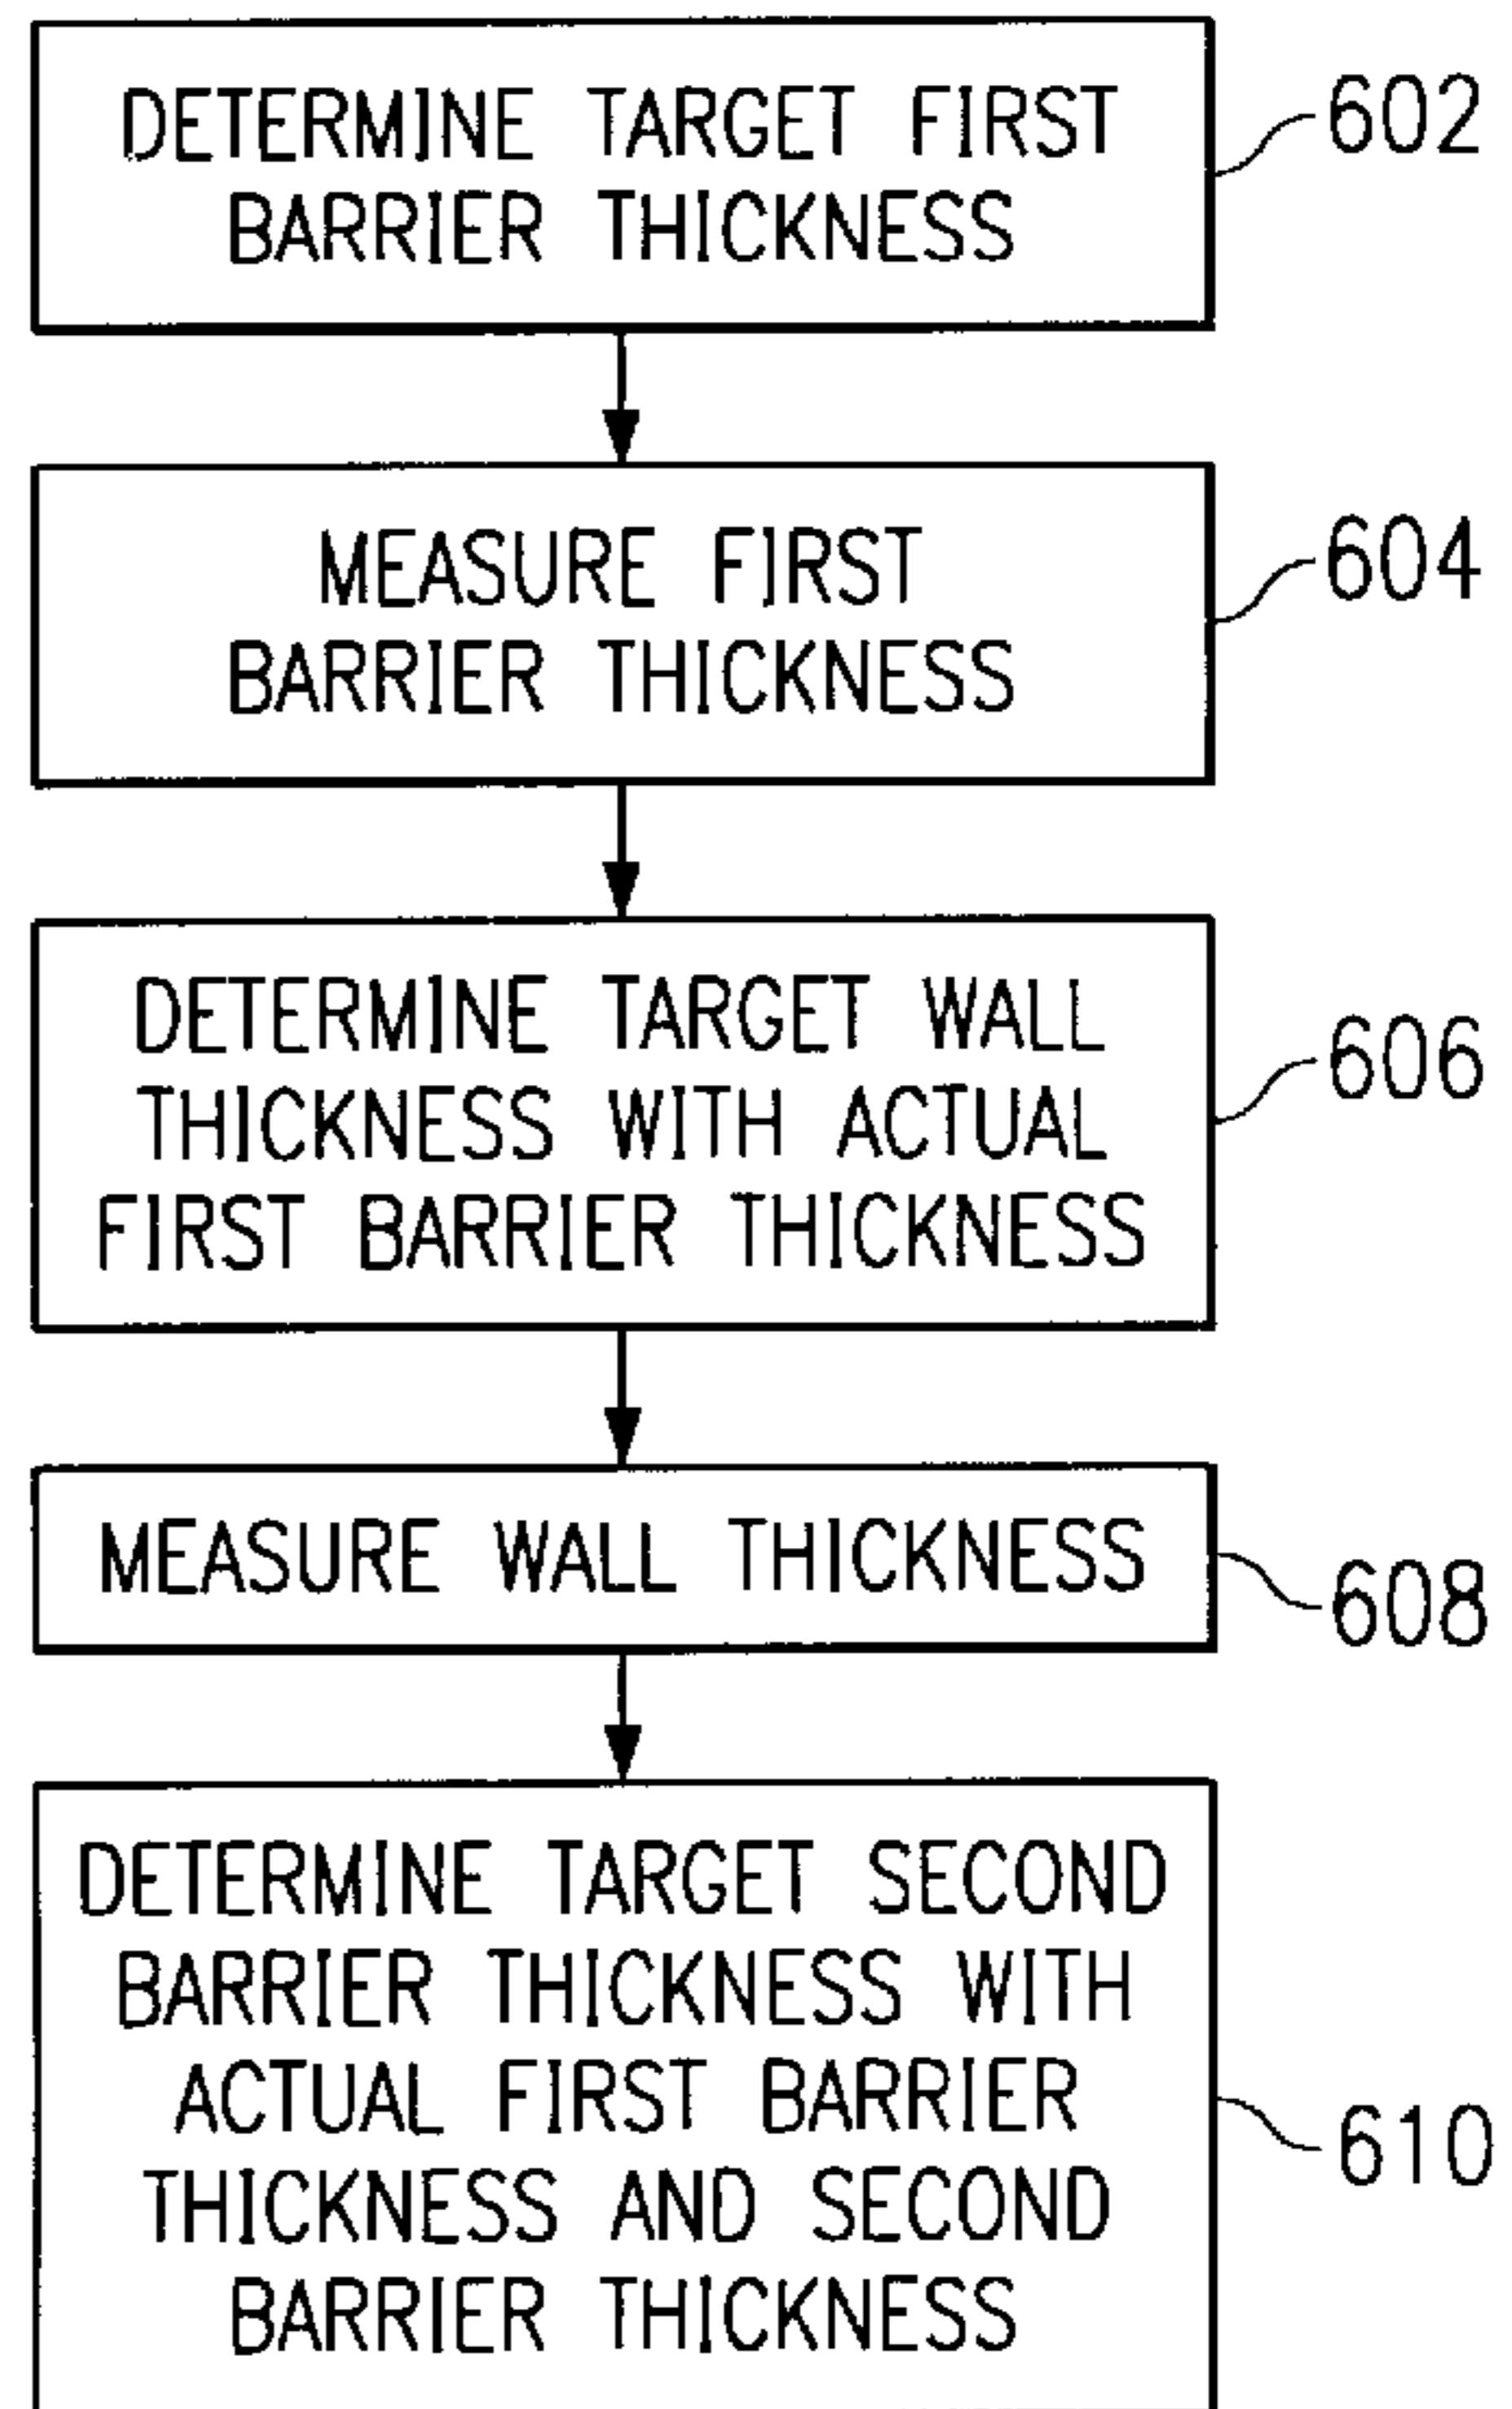 DETERMINE TARGET FIRST
BARRIER THICKNESS
602
MEASURE FIRST
BARRIER THICKNESS
604
DETERMINE TARGET WALL
THICKNESS WITH ACTUAL
FIRST BARRIER THICKNESS
606
MEASURE WALL THICKNESS
608
DETERMINE TARGET SECOND
BARRIER THICKNESS WITH
ACTUAL FIRST BARRIER
THICKNESS AND SECOND
BARRIER THICKNESS
610